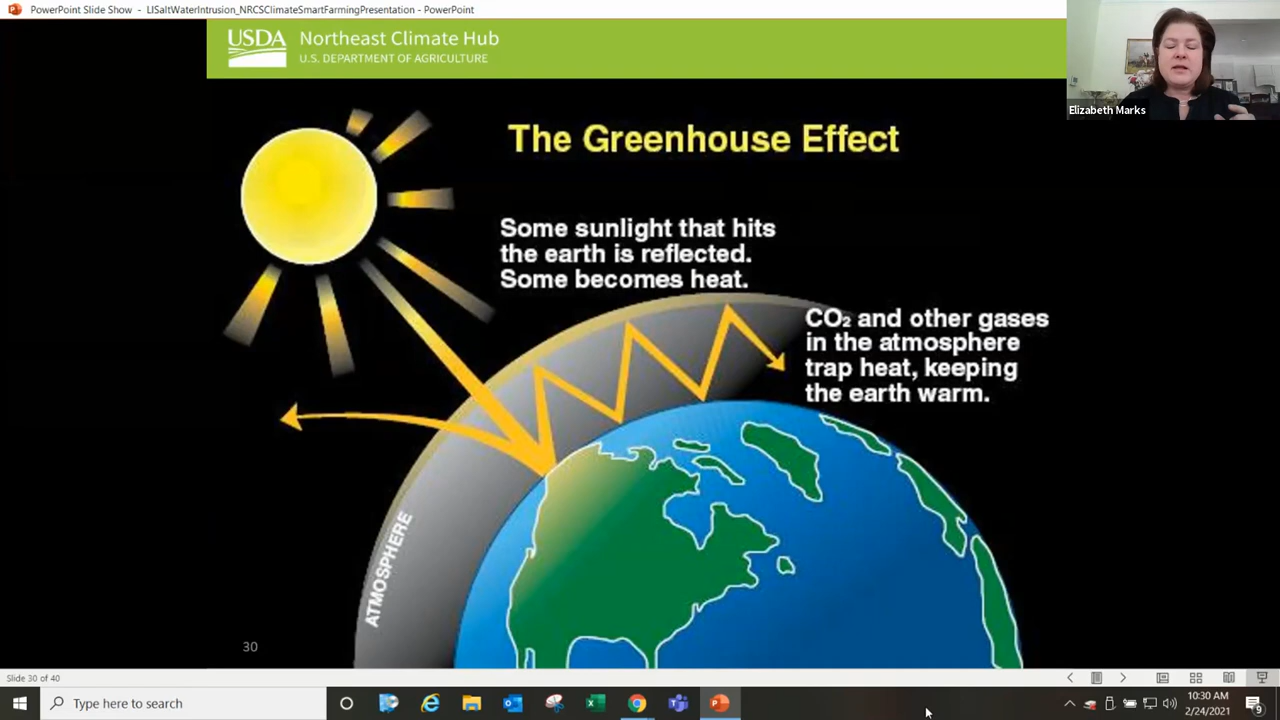 PowerPoint Slide Show - LISaltWaterIntrusion_NRCSClimateSmartFarmingPresentation - PowerPoint
USDA
Northeast Climate Hub
U.S. DEPARTMENT OF AGRICULTURE
Elizabeth Marks
The Greenhouse Effect
Some sunlight that hits
the earth is reflected.
Some becomes heat.
CO₂ and other gases
in the atmosphere
trap heat, keeping
the earth warm.
ATMOSPHERE
30
Slide 30 of 40
Type here to search
10:30 AM
2/24/2021
9